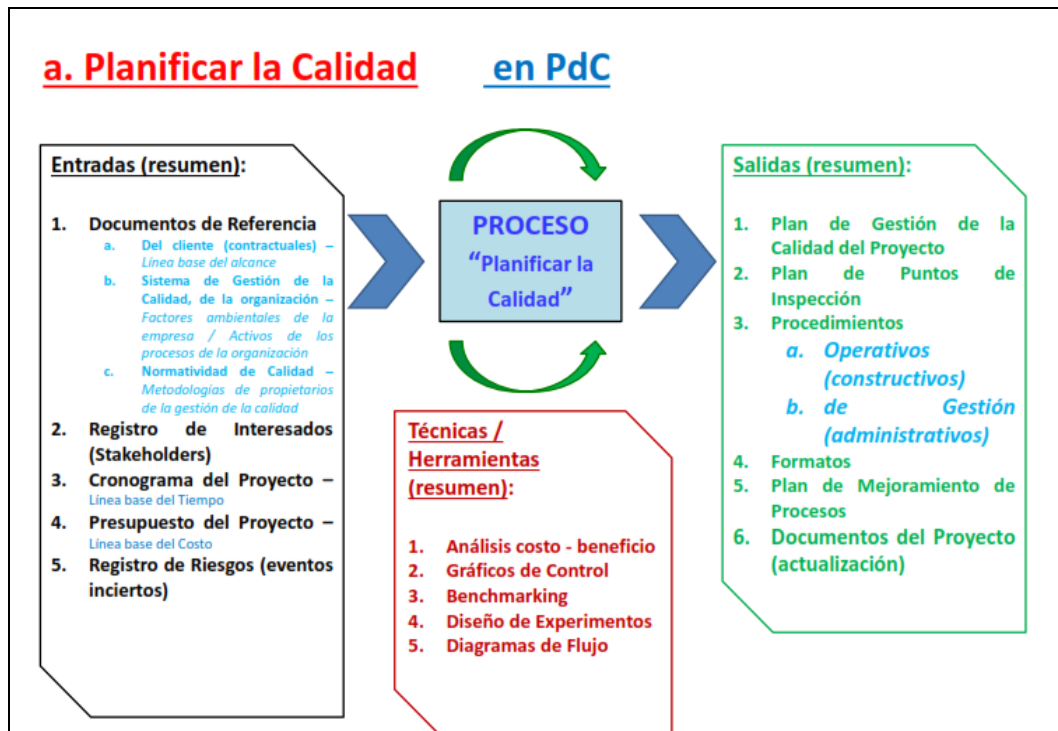 a. Planificar la Calidad en PdC
Entradas (resumen):
1. Documentos de Referencia
a. Del cliente (contractuales) –
Línea base del alcance
b. Sistema de Gestión de la
Calidad, de la organización –
Factores ambientales de la
empresa / Activos de los
procesos de la organización
c. Normatividad de Calidad –
Metodologías de propietarios
de la gestión de la calidad
2. Registro de Interesados
(Stakeholders)
3. Cronograma del Proyecto –
Línea base del Tiempo
4. Presupuesto del Proyecto –
Línea base del Costo
5. Registro de Riesgos (eventos
inciertos)
PROCESO
“Planificar la
Calidad”
Técnicas /
Herramientas
(resumen):
1. Análisis costo - beneficio
2. Gráficos de Control
3. Benchmarking
4. Diseño de Experimentos
5. Diagramas de Flujo
Salidas (resumen):
1. Plan de Gestión de la
Calidad del Proyecto
2. Plan de Puntos de
Inspección
3. Procedimientos
a. Operativos
(constructivos)
b. de Gestión
(administrativos)
4. Formatos
5. Plan de Mejoramiento de
Procesos
6. Documentos del Proyecto
(actualización)